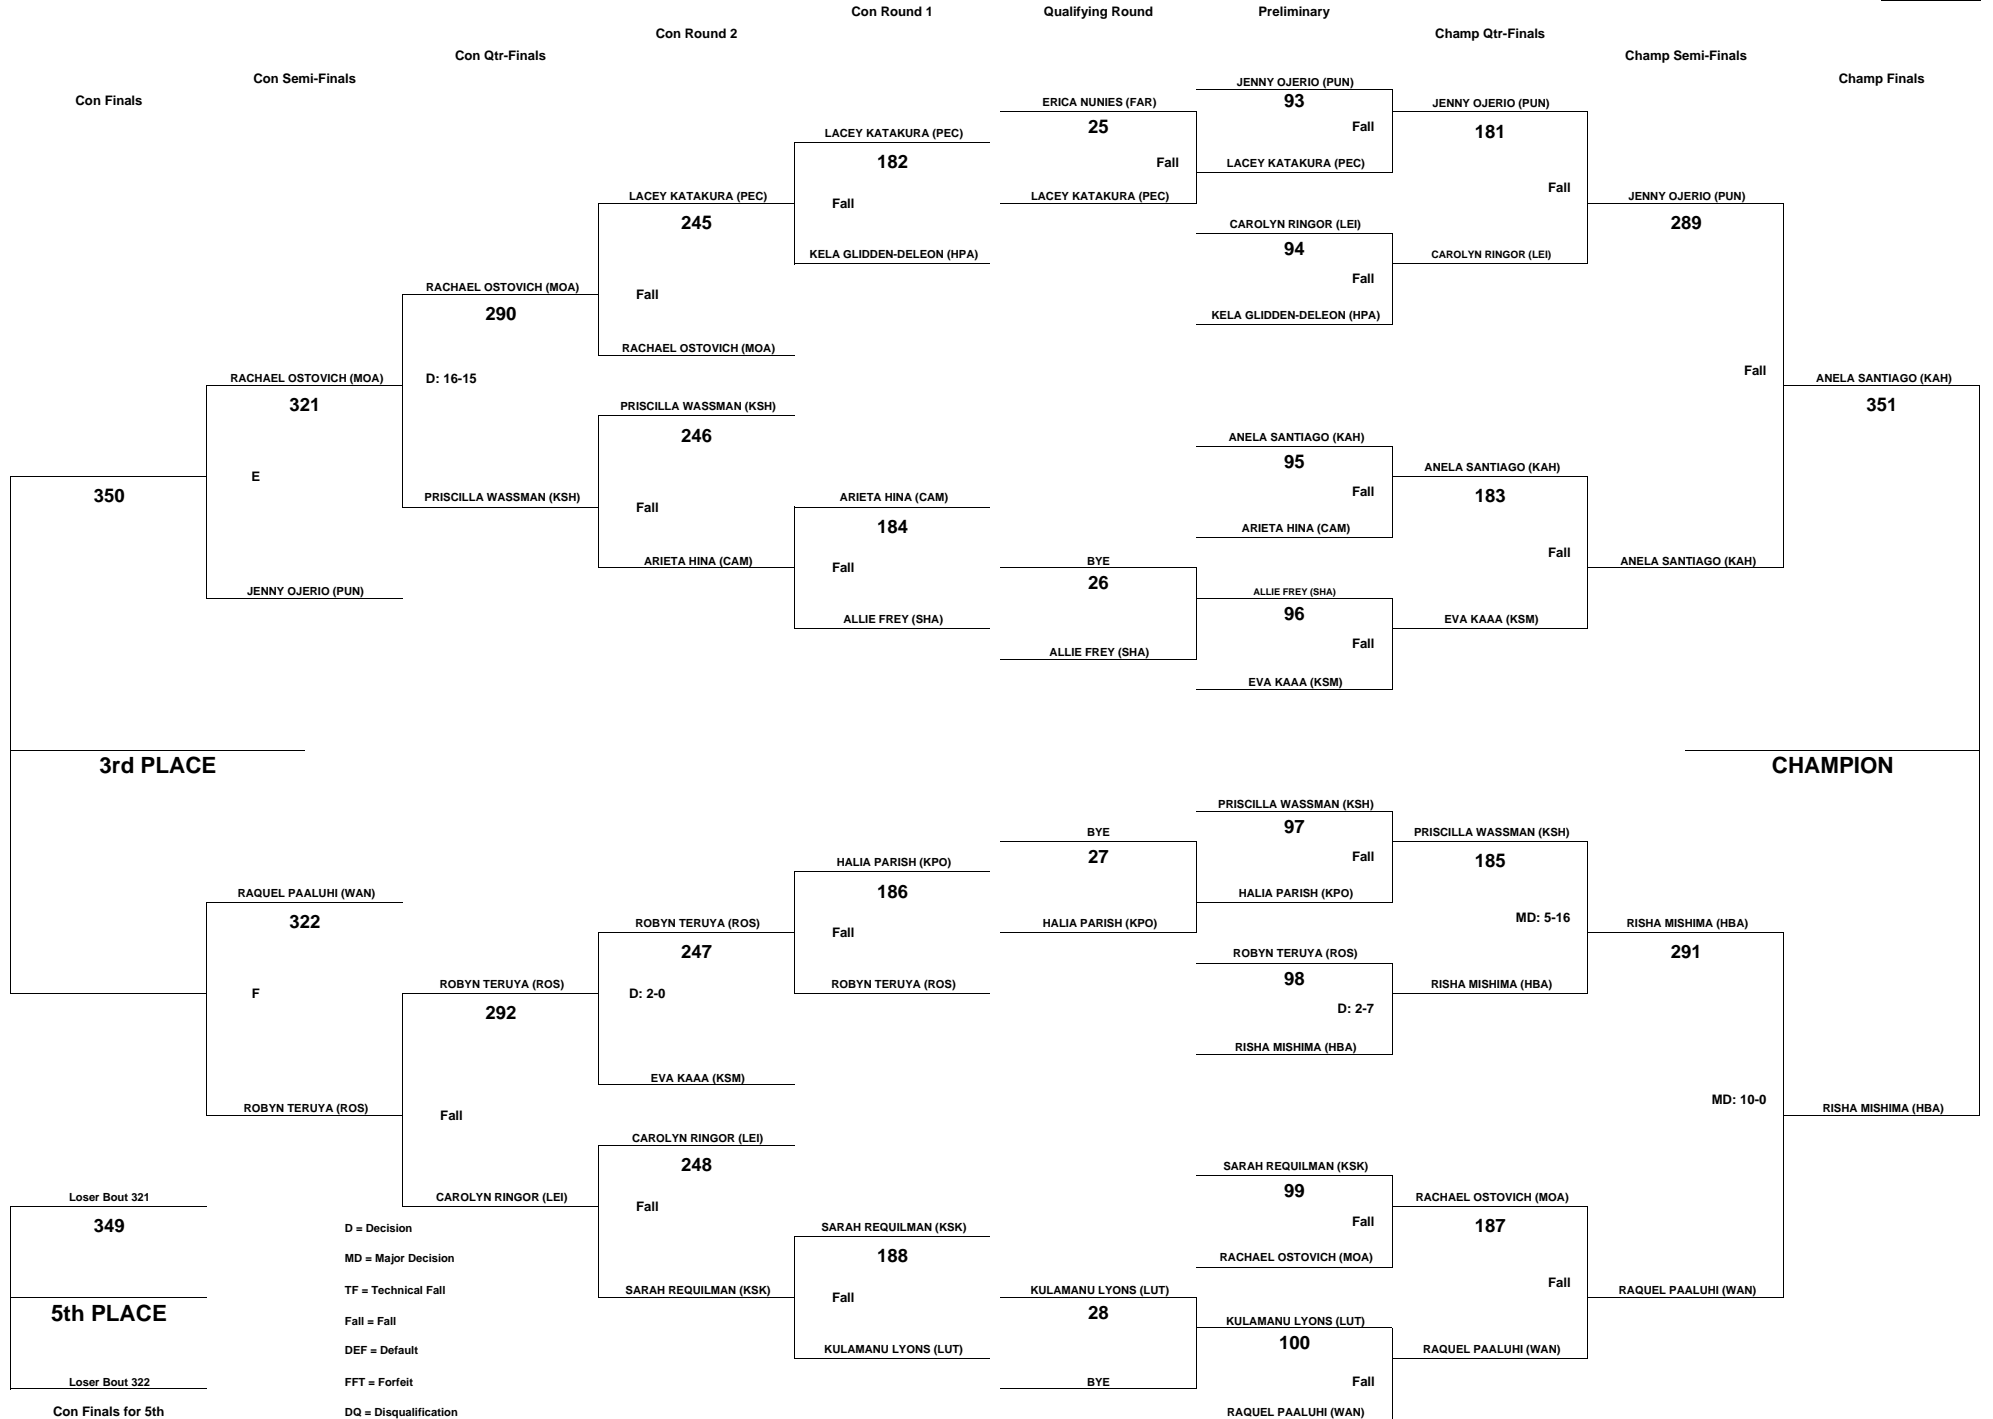 Con Round 1
Qualifying Round
Preliminary
Con Round 2
Champ Qtr-Finals
Con Qtr-Finals
Champ Semi-Finals
Con Semi-Finals
Champ Finals
Con Finals
JENNY OJERIO (PUN)
93
Fall
LACEY KATAKURA (PEC)
ERICA NUNIES (FAR)
25
Fall
LACEY KATAKURA (PEC)
JENNY OJERIO (PUN)
181
Fall
CAROLYN RINGOR (LEI)
LACEY KATAKURA (PEC)
182
Fall
KELA GLIDDEN-DELEON (HPA)
CAROLYN RINGOR (LEI)
94
Fall
KELA GLIDDEN-DELEON (HPA)
LACEY KATAKURA (PEC)
245
Fall
RACHAEL OSTOVICH (MOA)
JENNY OJERIO (PUN)
289
Fall
ANELA SANTIAGO (KAH)
RACHAEL OSTOVICH (MOA)
290
D: 16-15
PRISCILLA WASSMAN (KSH)
RACHAEL OSTOVICH (MOA)
321
E
JENNY OJERIO (PUN)
ANELA SANTIAGO (KAH)
351
PRISCILLA WASSMAN (KSH)
246
Fall
ARIETA HINA (CAM)
ANELA SANTIAGO (KAH)
95
Fall
ARIETA HINA (CAM)
ANELA SANTIAGO (KAH)
183
Fall
EVA KAAA (KSM)
350
ARIETA HINA (CAM)
184
Fall
ALLIE FREY (SHA)
BYE
26
ALLIE FREY (SHA)
ALLIE FREY (SHA)
96
Fall
EVA KAAA (KSM)
3rd PLACE
CHAMPION
PRISCILLA WASSMAN (KSH)
97
Fall
HALIA PARISH (KPO)
BYE
27
HALIA PARISH (KPO)
PRISCILLA WASSMAN (KSH)
185
MD: 5-16
RISHA MISHIMA (HBA)
HALIA PARISH (KPO)
186
Fall
ROBYN TERUYA (ROS)
RAQUEL PAALUHI (WAN)
322
F
ROBYN TERUYA (ROS)
ROBYN TERUYA (ROS)
247
D: 2-0
EVA KAAA (KSM)
RISHA MISHIMA (HBA)
291
MD: 10-0
RAQUEL PAALUHI (WAN)
ROBYN TERUYA (ROS)
98
D: 2-7
RISHA MISHIMA (HBA)
ROBYN TERUYA (ROS)
292
Fall
CAROLYN RINGOR (LEI)
RISHA MISHIMA (HBA)
CAROLYN RINGOR (LEI)
248
Fall
SARAH REQUILMAN (KSK)
SARAH REQUILMAN (KSK)
99
Fall
RACHAEL OSTOVICH (MOA)
RACHAEL OSTOVICH (MOA)
187
Fall
RAQUEL PAALUHI (WAN)
SARAH REQUILMAN (KSK)
188
Fall
KULAMANU LYONS (LUT)
KULAMANU LYONS (LUT)
28
BYE
KULAMANU LYONS (LUT)
100
Fall
RAQUEL PAALUHI (WAN)
Loser Bout 321
349
5th PLACE
Loser Bout 322
Con Finals for 5th
D = Decision
MD = Major Decision
TF = Technical Fall
Fall = Fall
DEF = Default
FFT = Forfeit
DQ = Disqualification